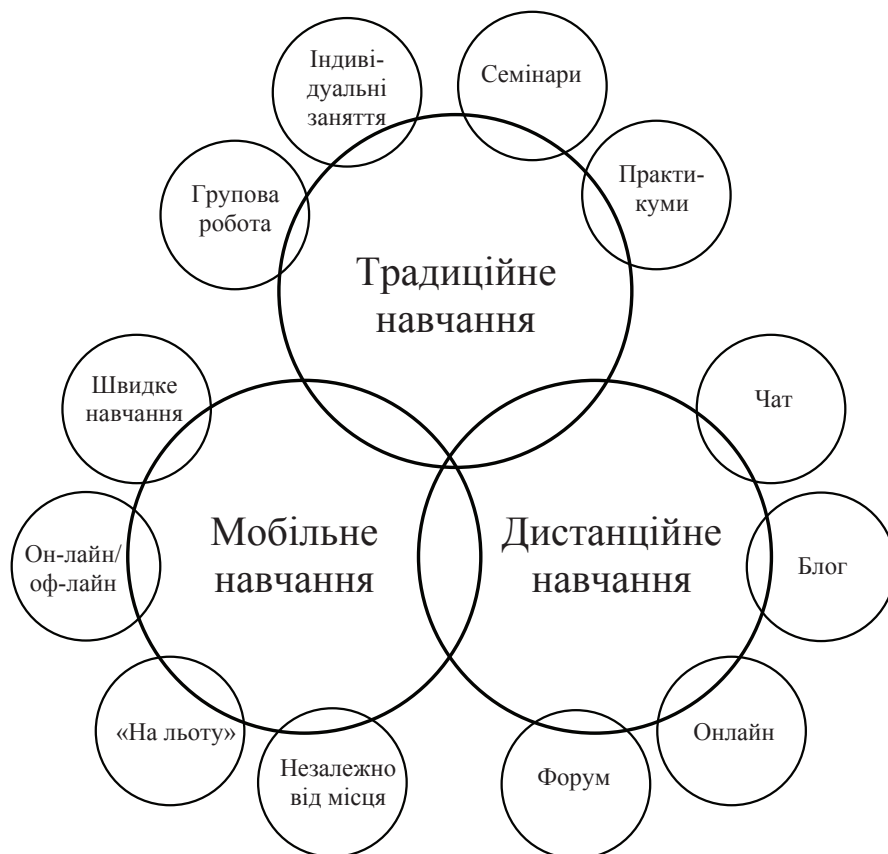 Індиві-
дуальні
заняття
Семінари
Групова
робота
Практи-
куми
Традиційне
навчання
Швидке
навчання
Чат
Мобільне
навчання
Дистанційне
навчання
Он-лайн/
оф-лайн
Блог
«На льоту»
Незалежно
від місця
Форум
Онлайн